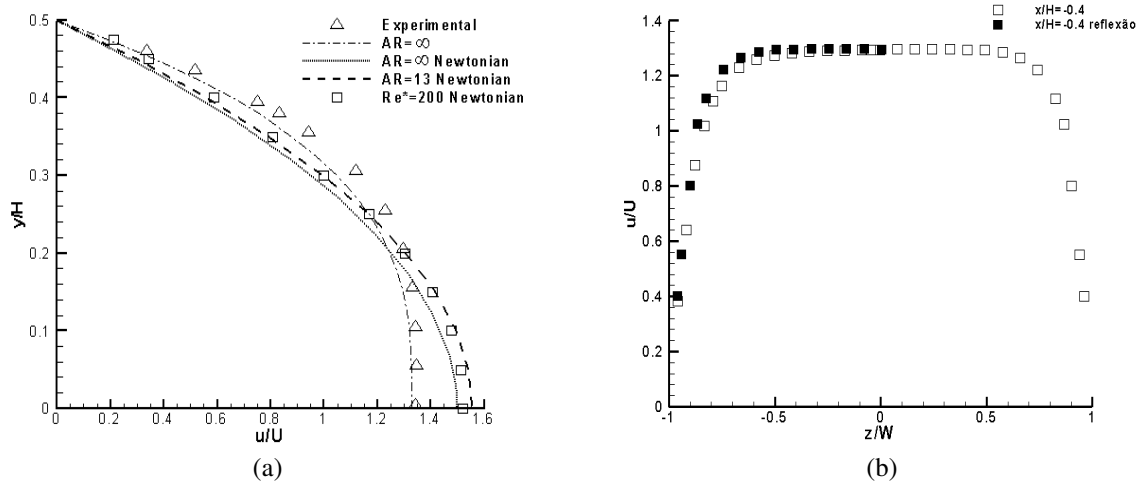 Experimental
AR= ∞
AR= ∞ Newtonian
AR=13 Newtonian
Re*=200 Newtonian
0.5
0.4
0.3
0.2
0.1
0
y/H
0 0.2 0.4 0.6 0.8 1 1.2 1.4 1.6
u/U
(a)
x/H=-0.4
x/H=-0.4 reflexão
1.4
1.2
1
0.8
0.6
0.4
0.2
0
u/U
-1 -0.5 0 0.5 1
z/W
(b)